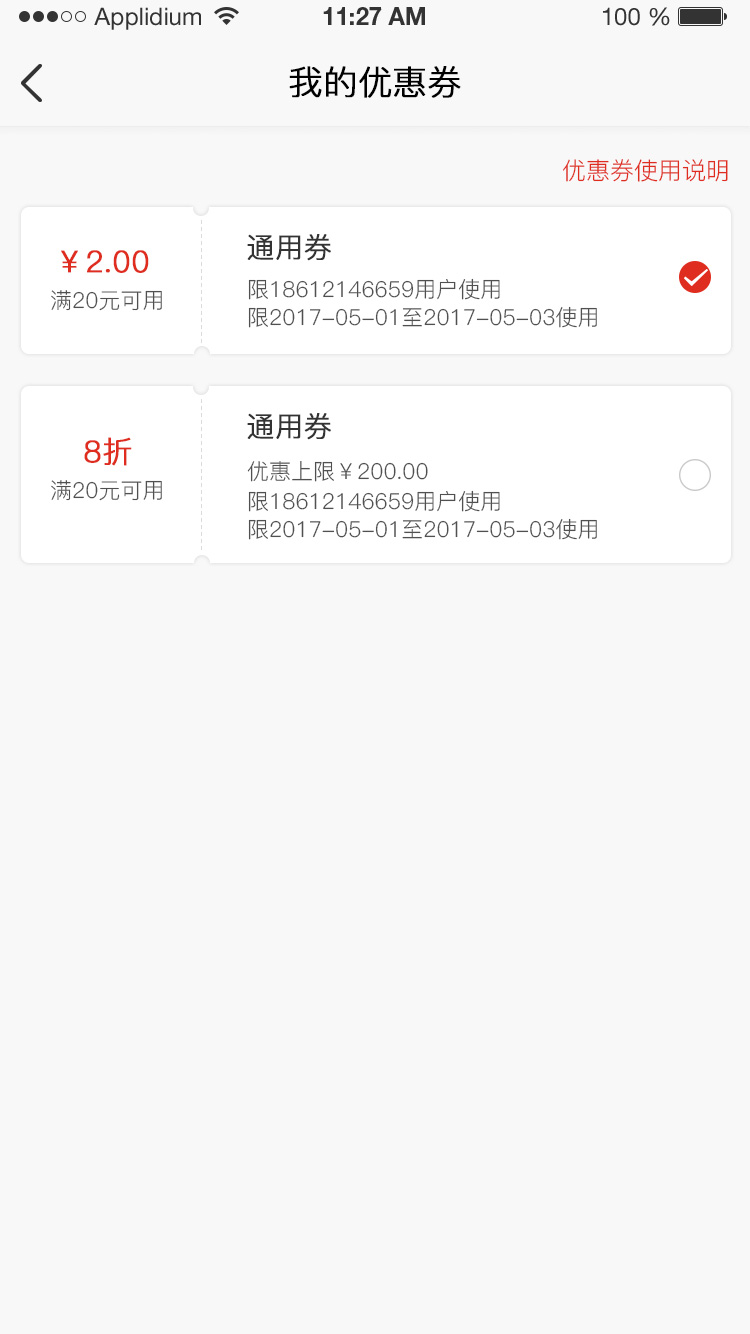 Applidium 11:27 AM 100 %
我的优惠券
优惠券使用说明
¥2.00
满20元可用
通用券
限18612146659用户使用
限2017-05-01至2017-05-03使用
8折
满20元可用
通用券
优惠上限¥200.00
限18612146659用户使用
限2017-05-01至2017-05-03使用